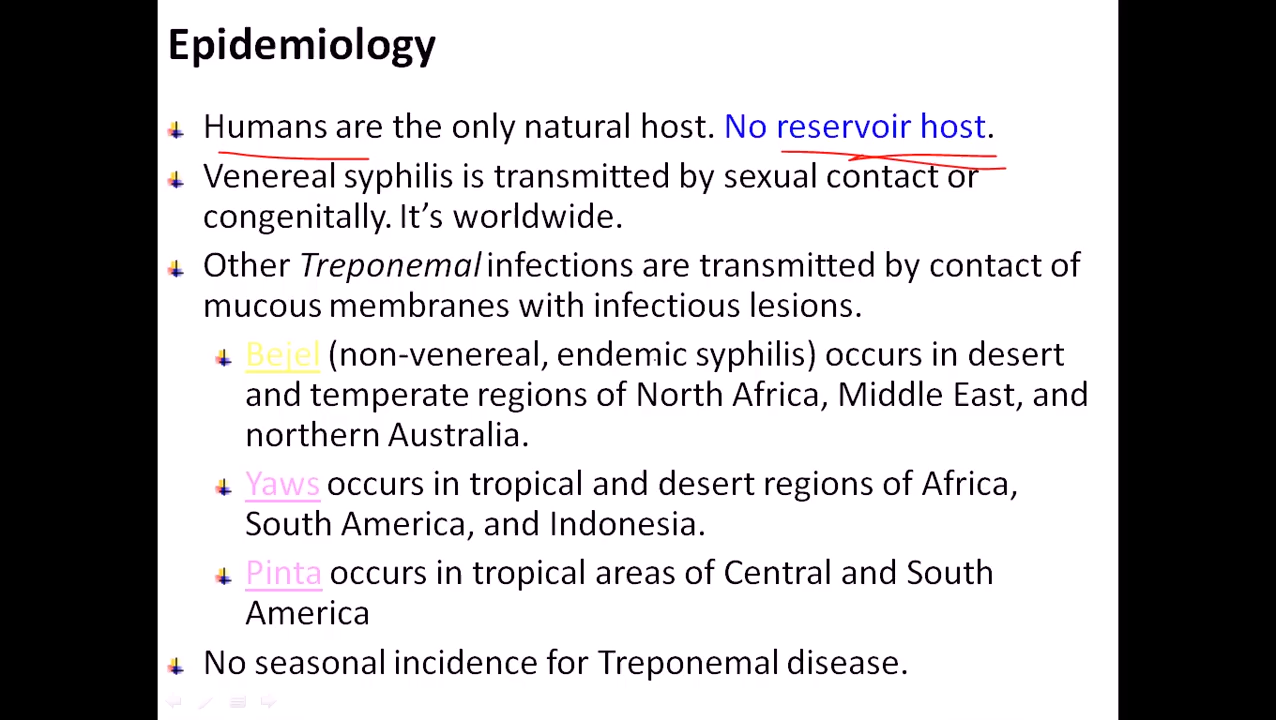 Epidemiology
Humans are the only natural host. No reservoir host.
Venereal syphilis is transmitted by sexual contact or
congenitally. It's worldwide.
Other Treponemal infections are transmitted by contact of
mucous membranes with infectious lesions.
Bejel (non-venereal, endemic syphilis) occurs in desert
and temperate regions of North Africa, Middle East, and
northern Australia.
Yaws occurs in tropical and desert regions of Africa,
South America, and Indonesia.
Pinta occurs in tropical areas of Central and South
America
No seasonal incidence for Treponemal disease.